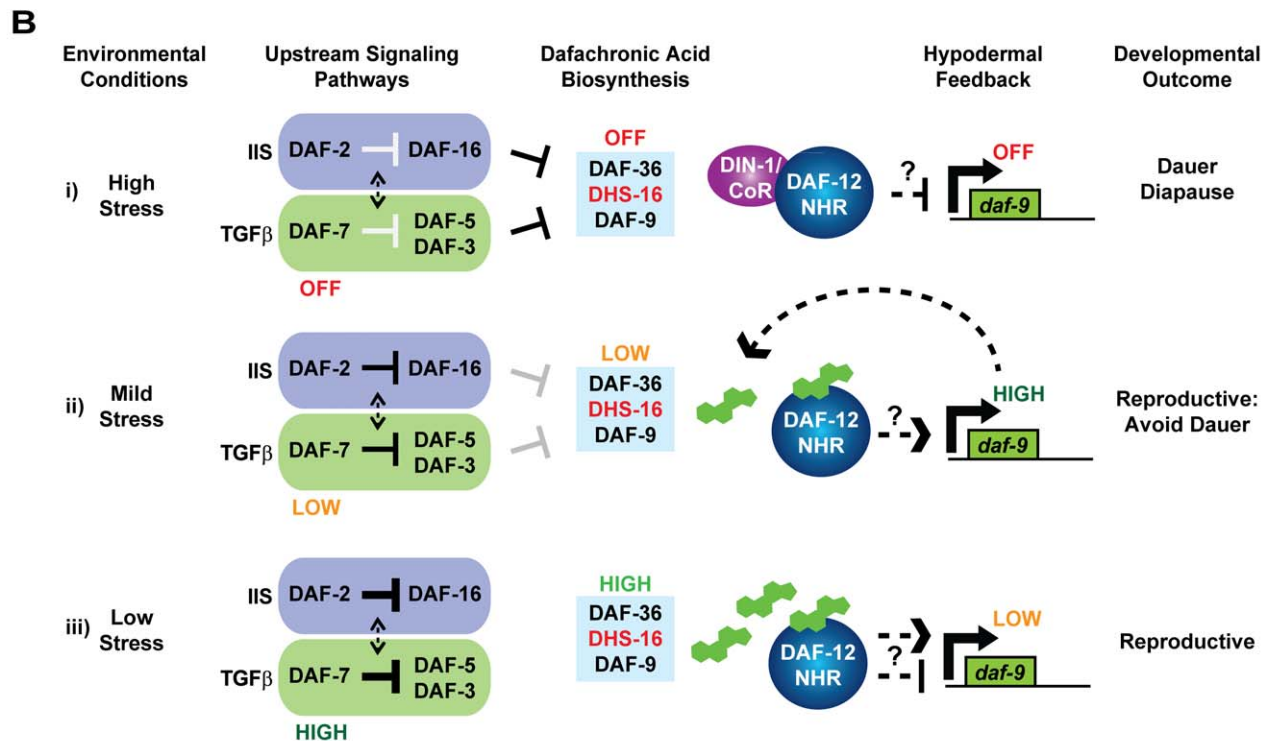 B
Environmental
Conditions
Upstream Signaling
Pathways
Dafachronic Acid
Biosynthesis
Hypodermal
Feedback
Developmental
Outcome
i) High
Stress
IIS DAF-2 DAF-16
TGFβ DAF-7 DAF-5
DAF-3
OFF
OFF
DAF-36
DHS-16
DAF-9
DIN-1/
CoR
DAF-12
NHR
?
OFF
daf-9
Dauer
Diapause
ii) Mild
Stress
IIS DAF-2 DAF-16
TGFβ DAF-7 DAF-5
DAF-3
LOW
LOW
DAF-36
DHS-16
DAF-9
DAF-12
NHR
?
HIGH
daf-9
Reproductive:
Avoid Dauer
iii) Low
Stress
IIS DAF-2 DAF-16
TGFβ DAF-7 DAF-5
DAF-3
HIGH
HIGH
DAF-36
DHS-16
DAF-9
DAF-12
NHR
?
LOW
daf-9
Reproductive